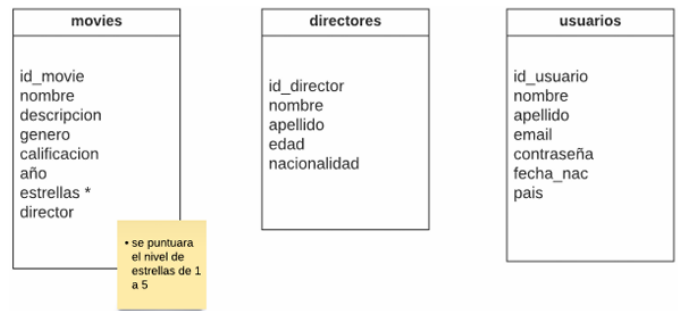 movies
id_movie
nombre
descripcion
genero
calificacion
año
estrellas *
director
• se puntuara
el nivel de
estrellas de 1
a 5
directores
id_director
nombre
apellido
edad
nacionalidad
usuarios
id_usuario
nombre
apellido
email
contraseña
fecha_nac
pais